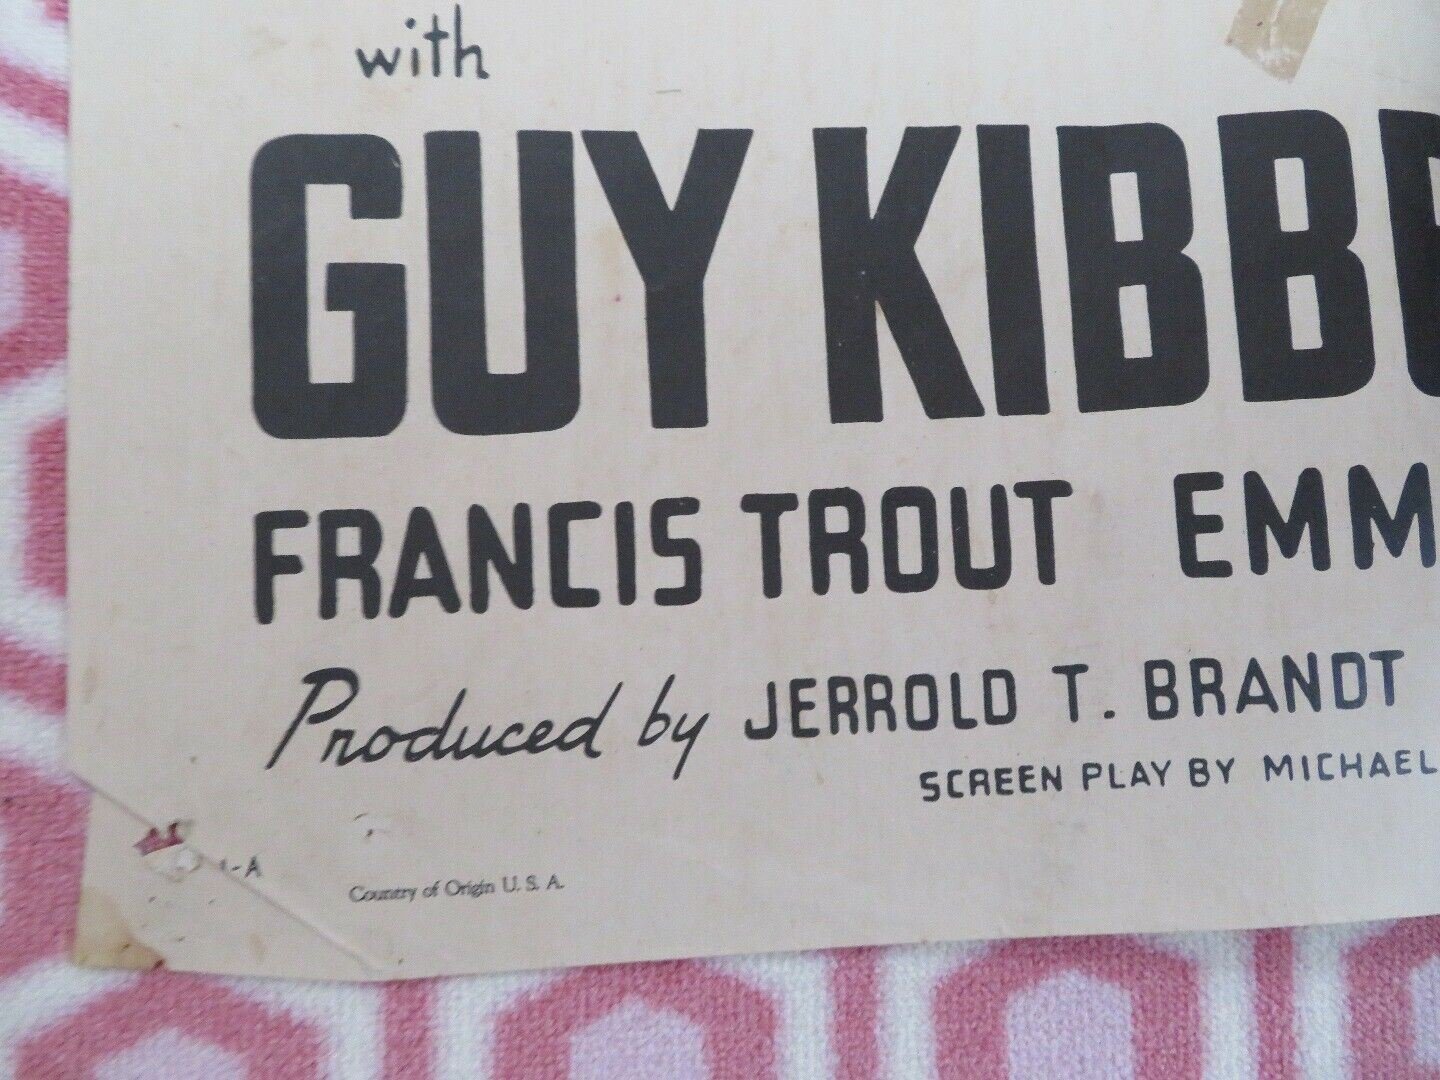 with
GUY KIBB
FRANCIS TROUT EMM
Produced by JERROLD T. BRANDT
SCREEN PLAY BY MICHAEL
-A
Country of Origin U. S. A.